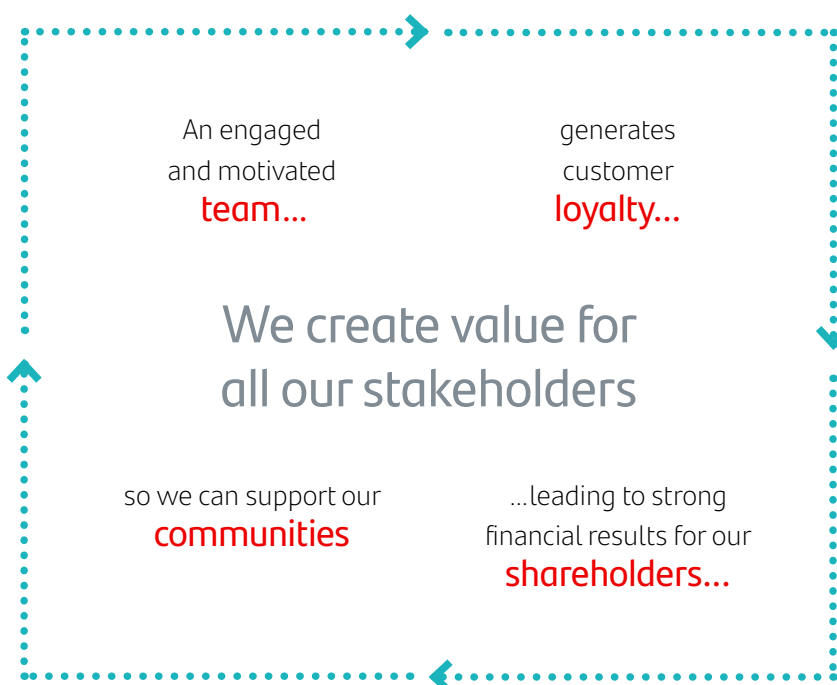 An engaged
and motivated
team...
generates
customer
loyalty...
We create value for
all our stakeholders
...leading to strong
financial results for our
shareholders...
so we can support our
communities